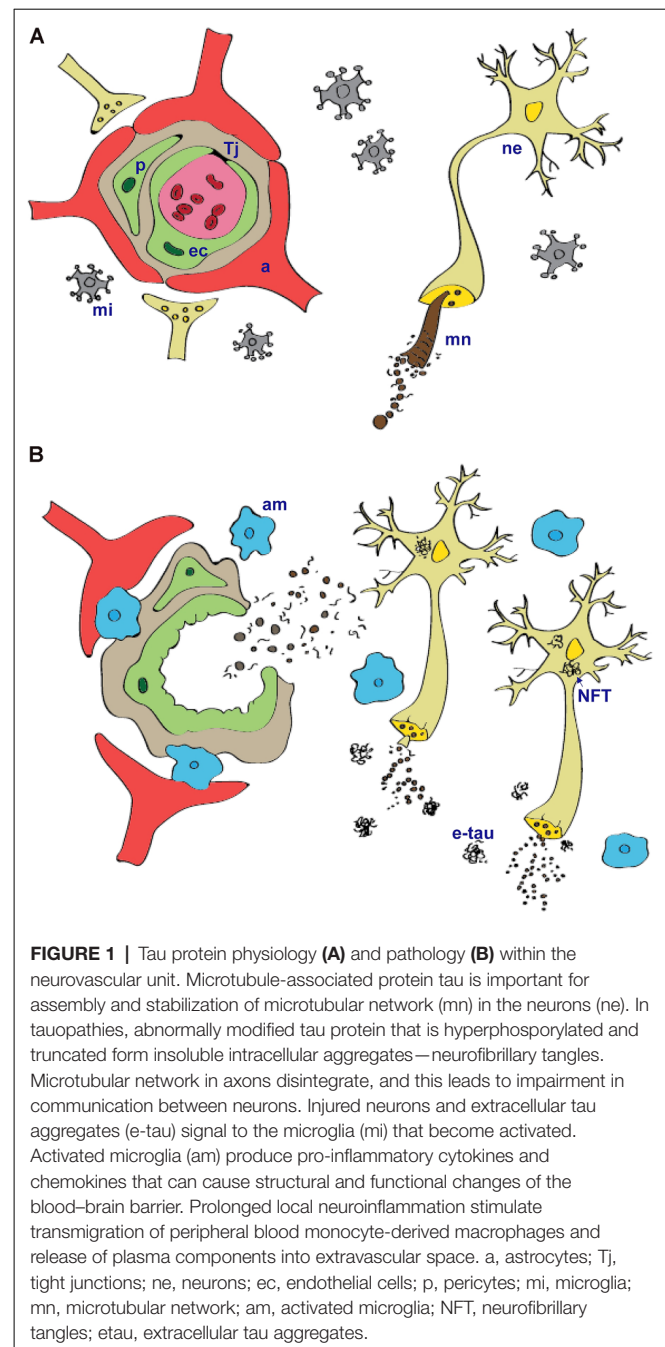 A
Tj
p
ne
ec
a
mi
mn
B
am
NFT
e-tau
FIGURE 1 | Tau protein physiology (A) and pathology (B) within the
neurovascular unit. Microtubule-associated protein tau is important for
assembly and stabilization of microtubular network (mn) in the neurons (ne). In
tauopathies, abnormally modified tau protein that is hyperphosporylated and
truncated form insoluble intracellular aggregates—neurofibrillary tangles.
Microtubular network in axons disintegrate, and this leads to impairment in
communication between neurons. Injured neurons and extracellular tau
aggregates (e-tau) signal to the microglia (mi) that become activated.
Activated microglia (am) produce pro-inflammatory cytokines and
chemokines that can cause structural and functional changes of the
blood–brain barrier. Prolonged local neuroinflammation stimulate
transmigration of peripheral blood monocyte-derived macrophages and
release of plasma components into extravascular space. a, astrocytes; Tj,
tight junctions; ne, neurons; ec, endothelial cells; p, pericytes; mi, microglia;
mn, microtubular network; am, activated microglia; NFT, neurofibrillary
tangles; etau, extracellular tau aggregates.